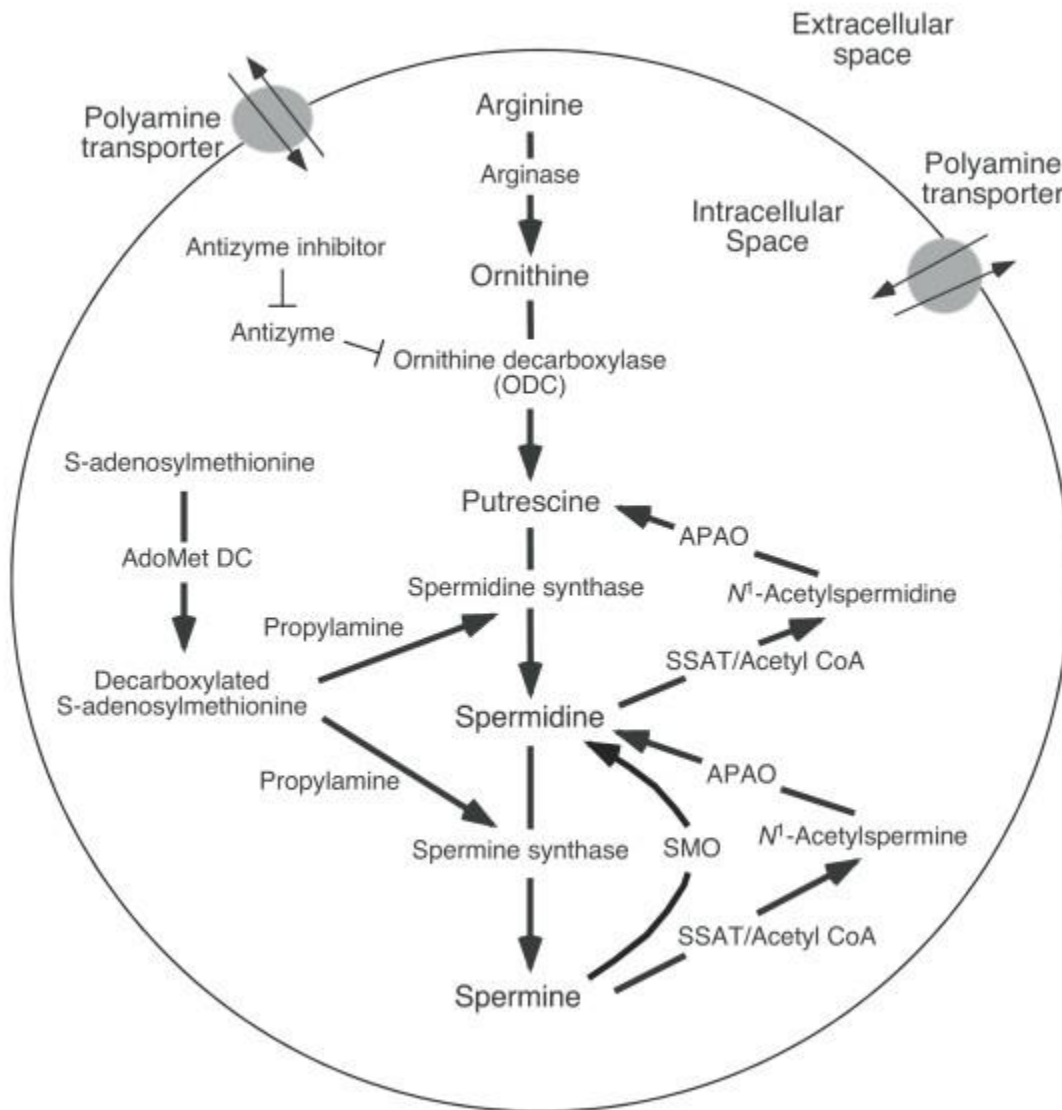 Extracellular
space
Polyamine
transporter
Arginine
Arginase
Polyamine
transporter
Intracellular
Space
Antizyme inhibitor
Ornithine
Antizyme
Ornithine decarboxylase
(ODC)
S-adenosylmethionine
Putrescine
APAO
AdoMet DC
Spermidine synthase
N¹-Acetylspermidine
Propylamine
SSAT/Acetyl CoA
Decarboxylated
S-adenosylmethionine
Spermidine
APAO
Propylamine
N¹-Acetylspermine
Spermine synthase
SMO
SSAT/Acetyl CoA
Spermine